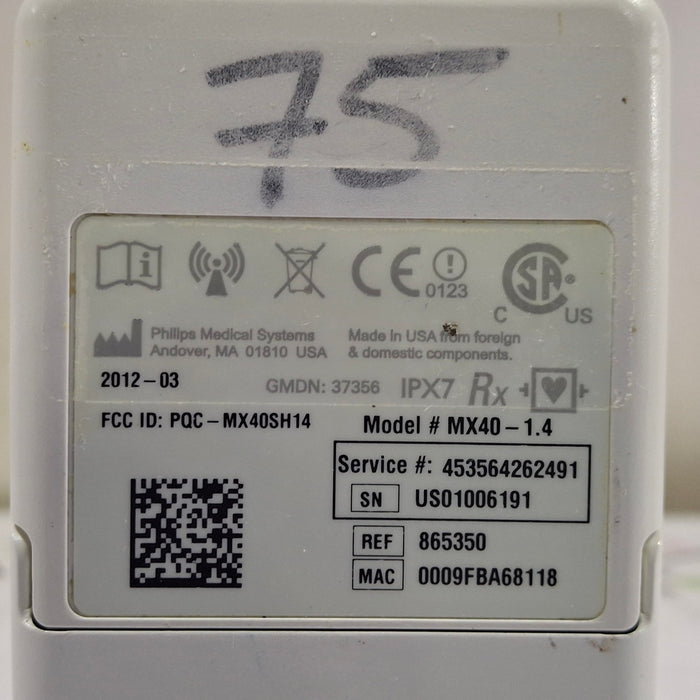 75
CE 0123
CSA®
C US
Philips Medical Systems
Andover, MA 01810 USA
Made in USA from foreign
& domestic components.
2012-03
GMDN: 37356 IPX7 Rx
FCC ID: PQC-MX40SH14
Model # MX40-1.4
Service #: 453564262491
SN US01006191
REF 865350
MAC 0009FBA68118